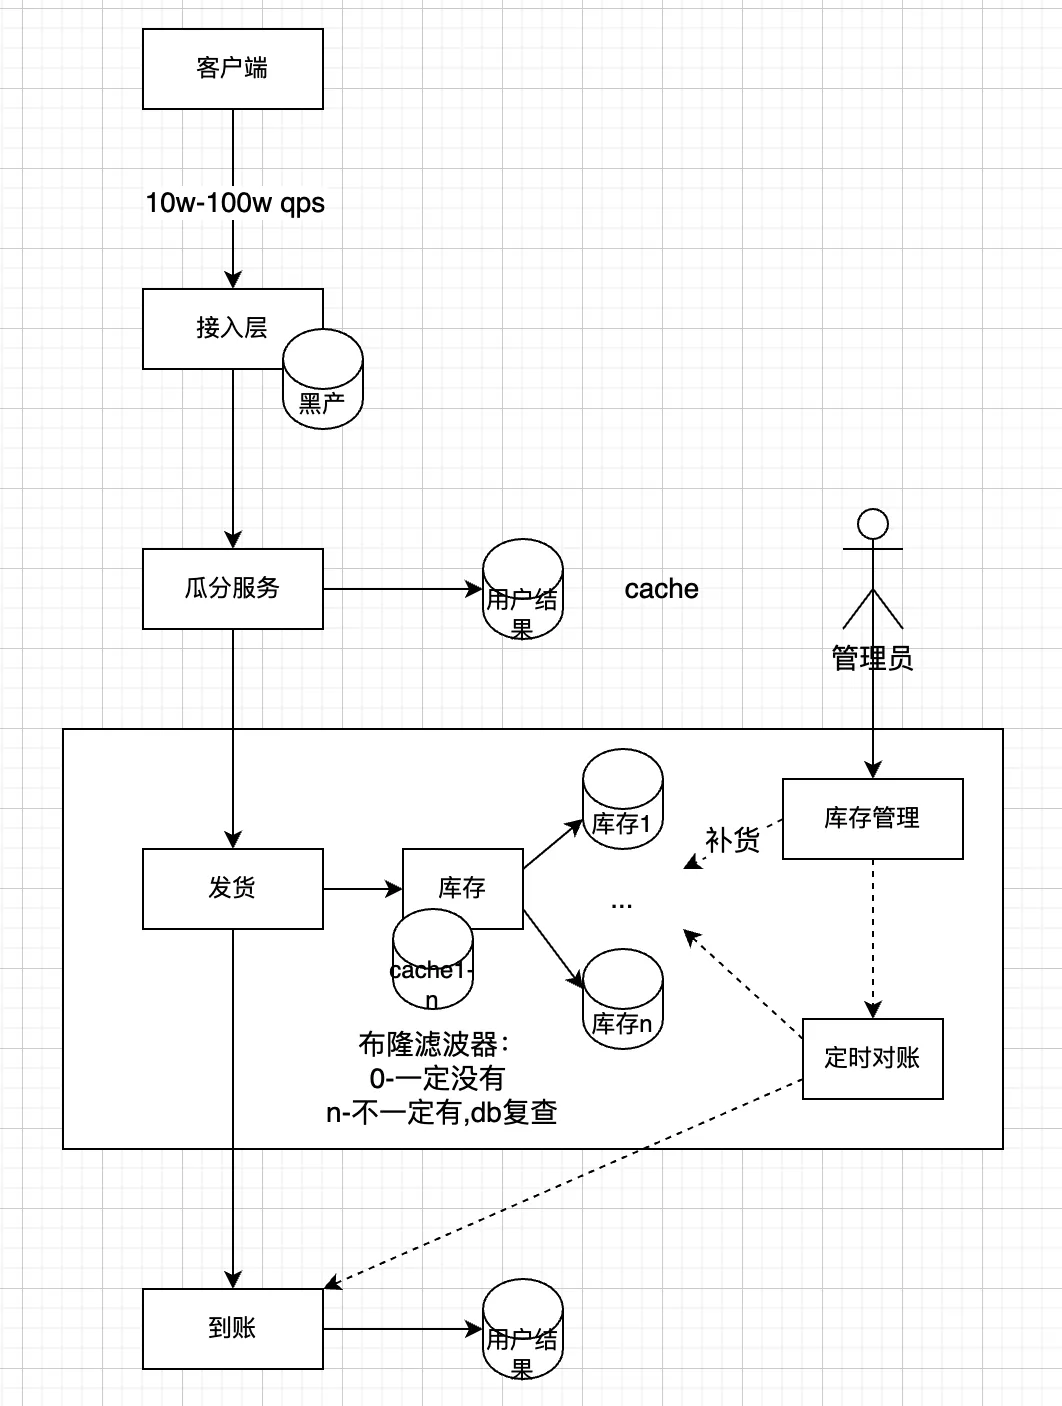 客户端
10w-100w qps
接入层
黑产
瓜分服务
用户结
果
cache
管理员
库存1
库存管理
补货
发货
库存
...
cache1-
n
库存n
布隆滤波器：
0-一定没有
n-不一定有,db复查
定时对账
到账
用户结
果